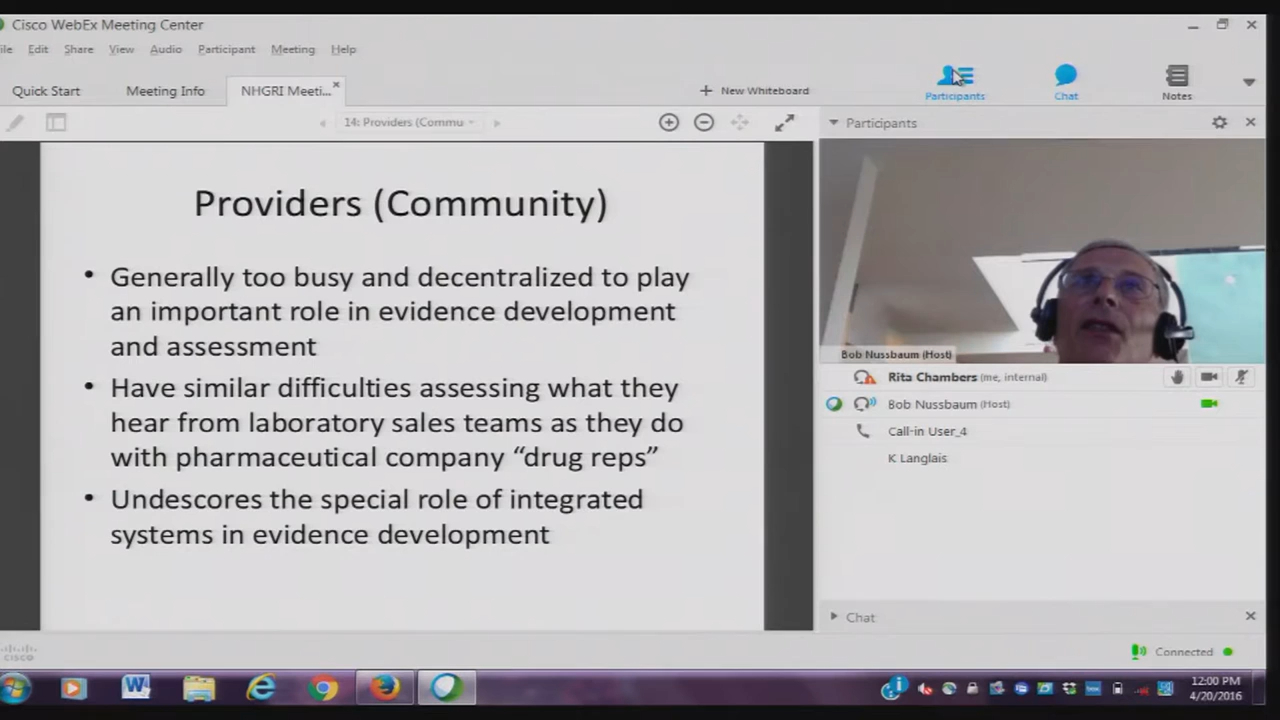 Cisco WebEx Meeting Center
ile Edit Share View Audio Participant Meeting Help
Quick Start Meeting Info NHGRI Meeti... × + New Whiteboard
Participants Chat Notes
14: Providers (Commu
Participants
Providers (Community)
• Generally too busy and decentralized to play
an important role in evidence development
and assessment
• Have similar difficulties assessing what they
hear from laboratory sales teams as they do
with pharmaceutical company “drug reps”
• Undescores the special role of integrated
systems in evidence development
Bob Nussbaum (Host)
Rita Chambers (me, internal)
Bob Nussbaum (Host)
Call-in User_4
K Langlais
Chat
CISCO
Connected
12:00 PM
4/20/2016